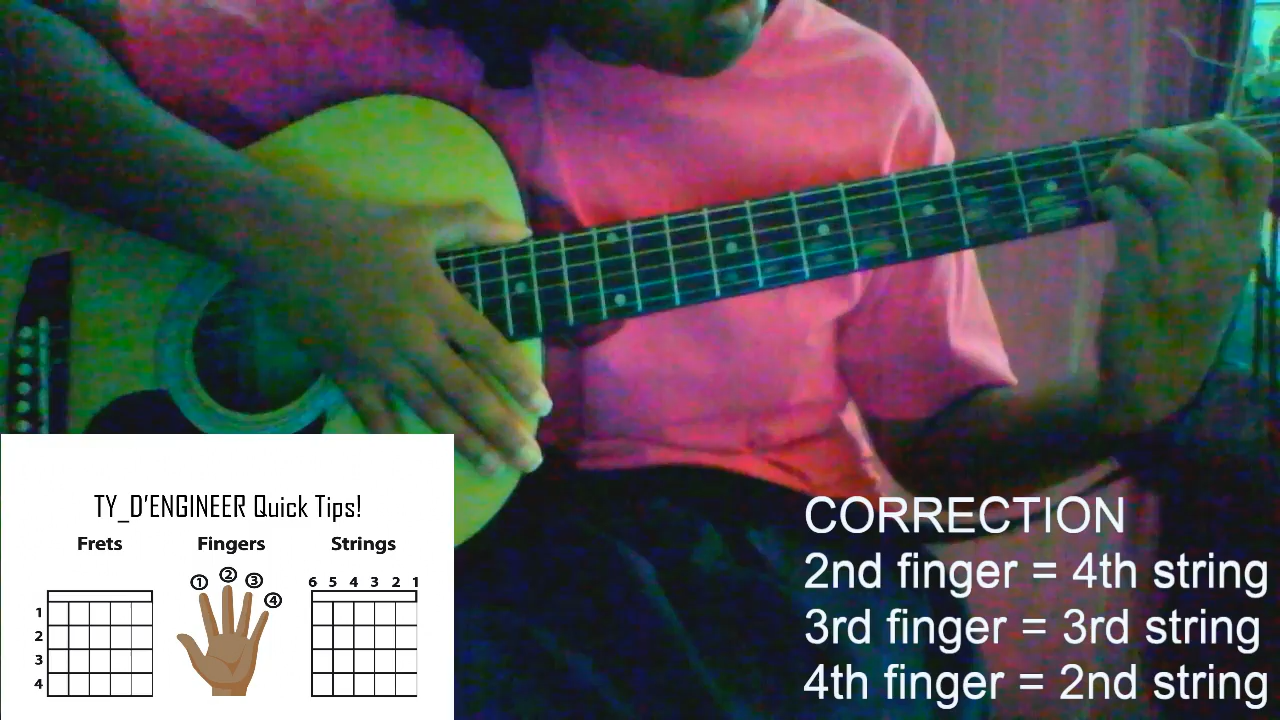 TY_D'ENGINEER Quick Tips!
Frets
Fingers
Strings
1
2
3
4
1
2
3
4
6 5 4 3 2 1
CORRECTION
2nd finger = 4th string
3rd finger = 3rd string
4th finger = 2nd string